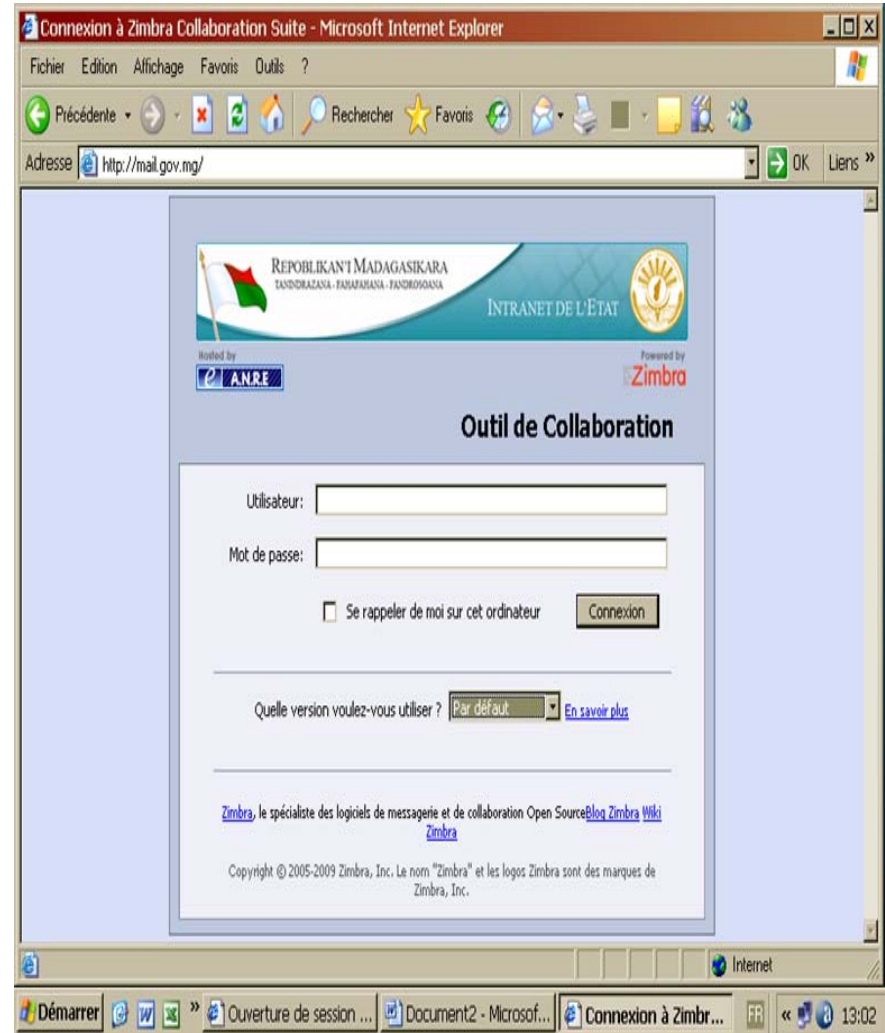 Connexion à Zimbra Collaboration Suite - Microsoft Internet Explorer
Fichier Edition Affichage Favoris Outils ?
Précédente Rechercher Favoris
Adresse http://mail.gov.mg/ OK Liens »
REPOBLIKAN'I MADAGASIKARA
TANINDRAZANA - FAHAFAHANA - FANDROSOANA
INTRANET DE L'ETAT
Hosted by
e A.N.R.E
Powered by
Zimbra
Outil de Collaboration
Utilisateur:
Mot de passe:
Se rappeler de moi sur cet ordinateur Connexion
Quelle version voulez-vous utiliser ? Par défaut En savoir plus
Zimbra, le spécialiste des logiciels de messagerie et de collaboration Open SourceBlog Zimbra Wiki
Zimbra
Copyright © 2005-2009 Zimbra, Inc. Le nom "Zimbra" et les logos Zimbra sont des marques de
Zimbra, Inc.
Internet
Démarrer » Ouverture de session ... Document2 - Microsof... Connexion à Zimbr... FR « 13:02